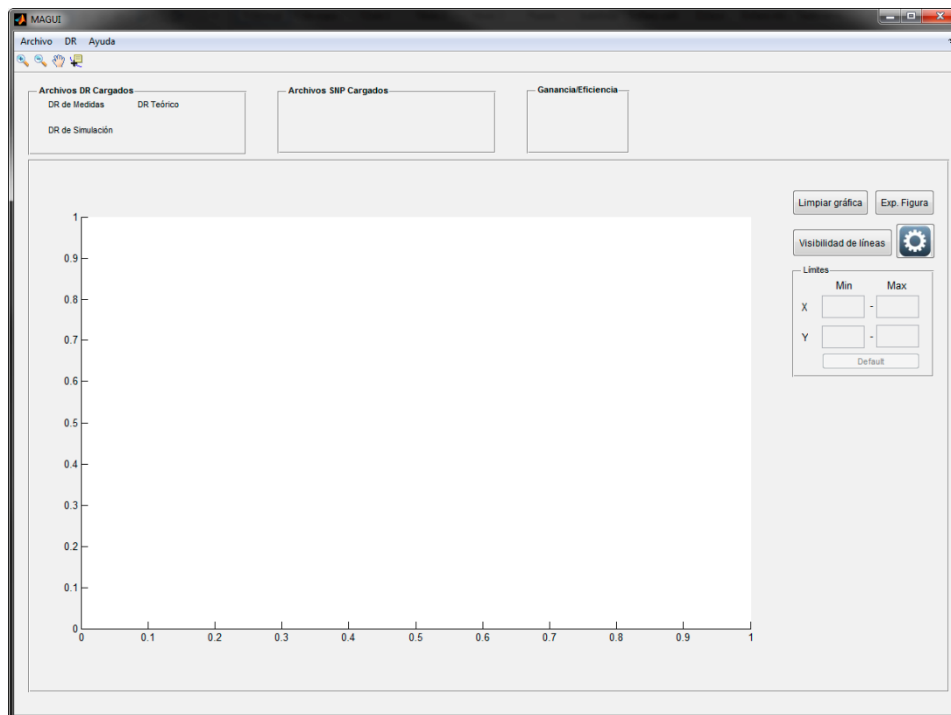 MAGUI
Archivo DR Ayuda
Archivos DR Cargados
DR de Medidas DR Teórico
DR de Simulación
Archivos SNP Cargados
Ganancia/Eficiencia
Limpiar gráfica Exp. Figura
Visibilidad de líneas
Límtes
Min Max
X -
Y -
Default
1
0.9
0.8
0.7
0.6
0.5
0.4
0.3
0.2
0.1
0
0 0.1 0.2 0.3 0.4 0.5 0.6 0.7 0.8 0.9 1